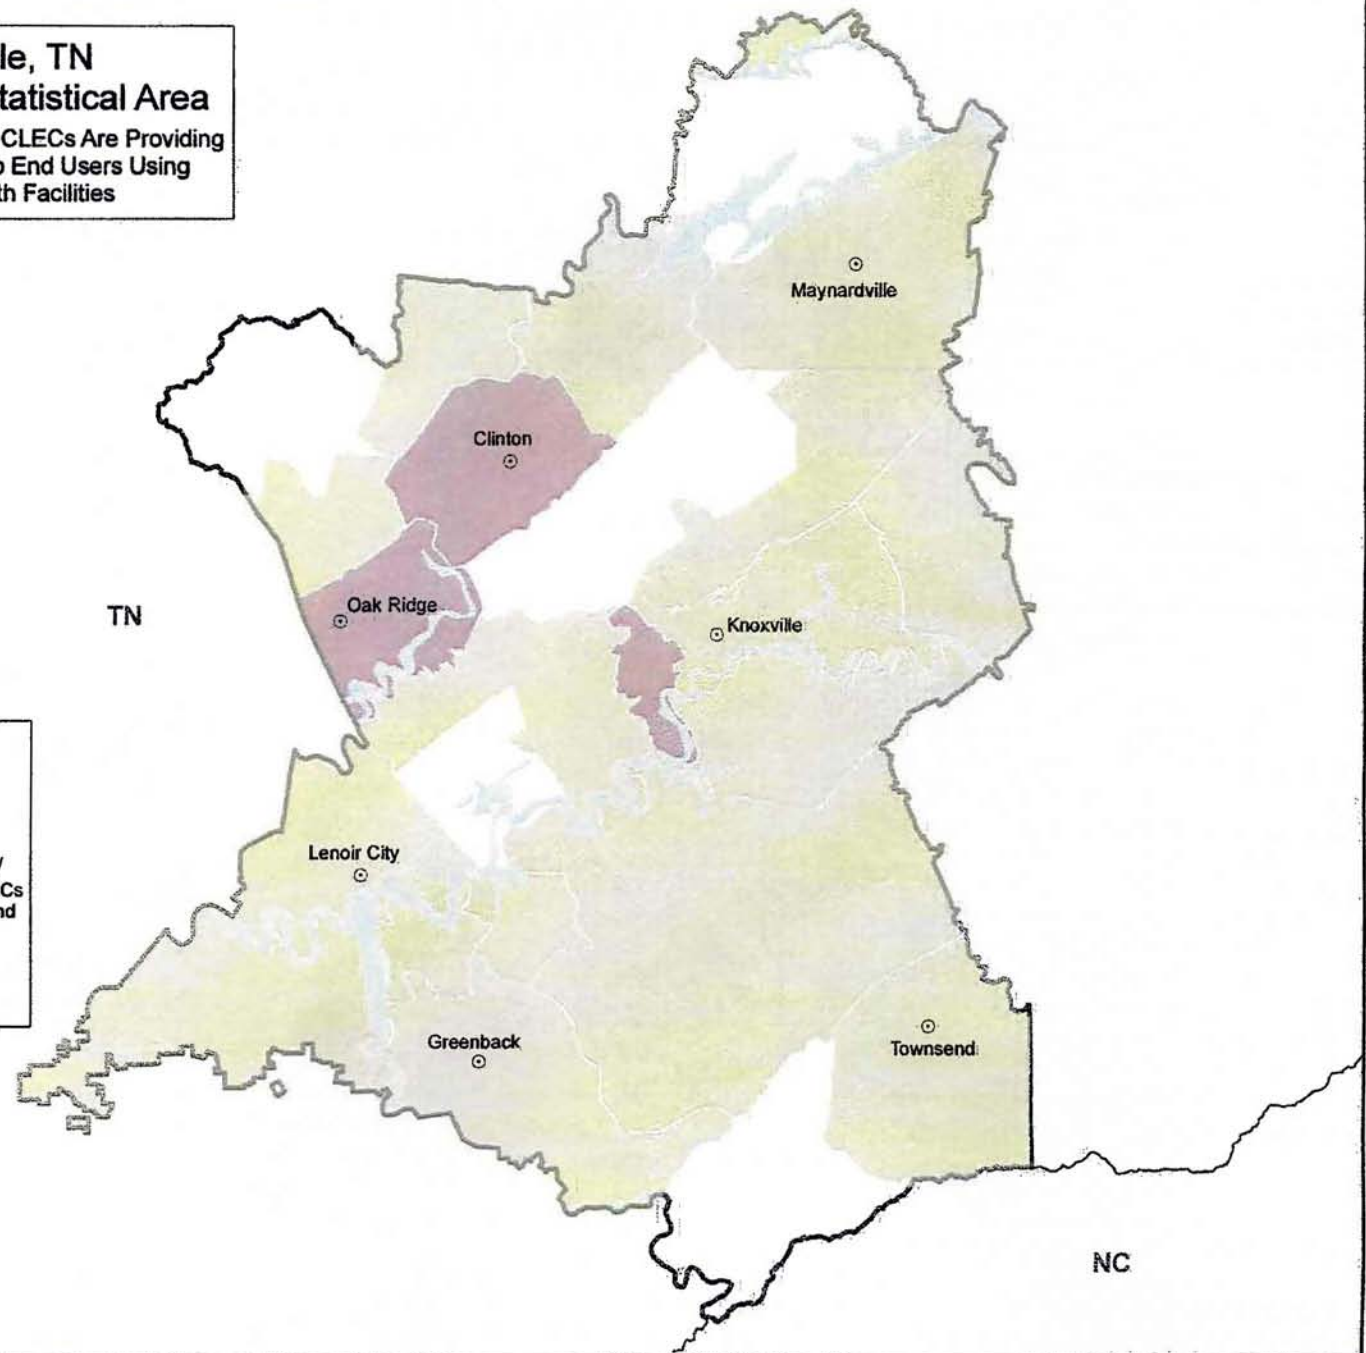 le, TN
tatistical Area
CLECs Are Providing
o End Users Using
th Facilities
Maynardville
Clinton
Oak Ridge
TN
Knoxville
Lenoir City
Cs
nd
Greenback
Townsend
NC